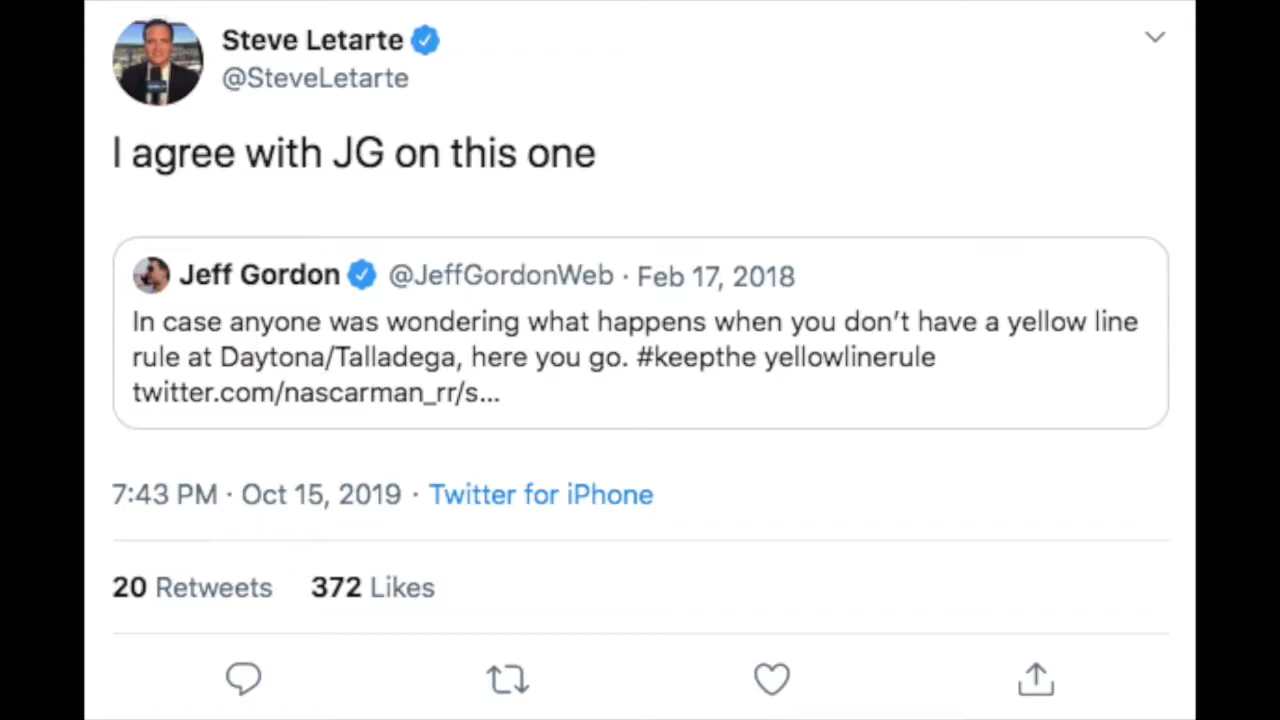 Steve Letarte
@SteveLetarte
I agree with JG on this one
Jeff Gordon @JeffGordonWeb · Feb 17, 2018
In case anyone was wondering what happens when you don’t have a yellow line
rule at Daytona/Talladega, here you go. #keepthe yellowlinerule
twitter.com/nascarman_rr/s...
7:43 PM · Oct 15, 2019 · Twitter for iPhone
20 Retweets 372 Likes